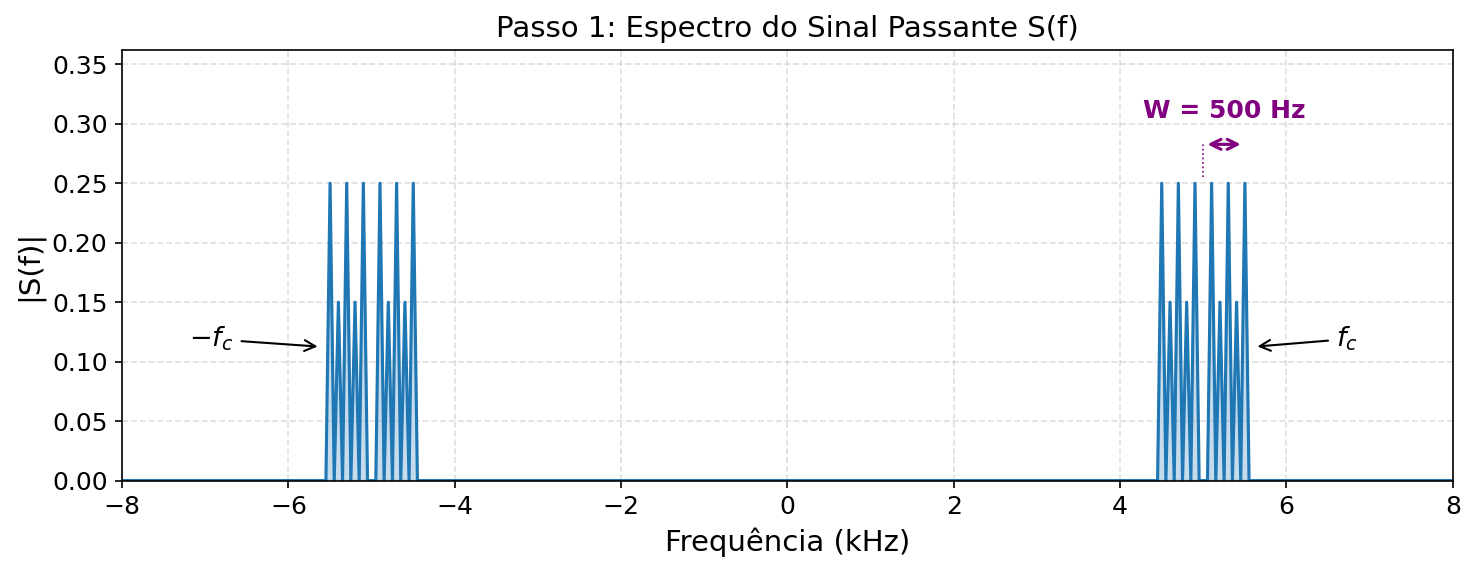 Passo 1: Espectro do Sinal Passante S(f)
|S(f)|
0.35
0.30
0.25
0.20
0.15
0.10
0.05
0.00
W = 500 Hz
−f_c
f_c
−8 −6 −4 −2 0 2 4 6 8
Frequência (kHz)